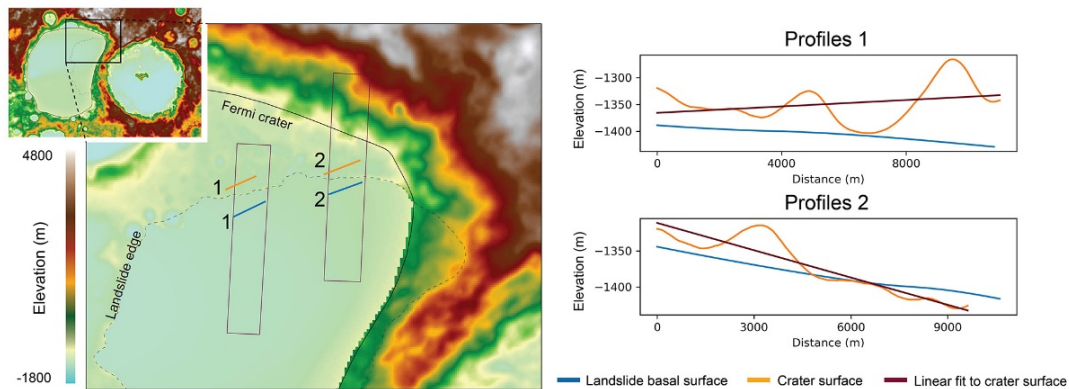 4800
Elevation (m)
-1800
Fermi crater
Landslide edge
1
2
1
2
Profiles 1
Elevation (m)
−1300
−1350
−1400
0
4000
8000
Distance (m)
Profiles 2
Elevation (m)
−1350
−1400
0
3000
6000
9000
Distance (m)
Landslide basal surface
Crater surface
Linear fit to crater surface